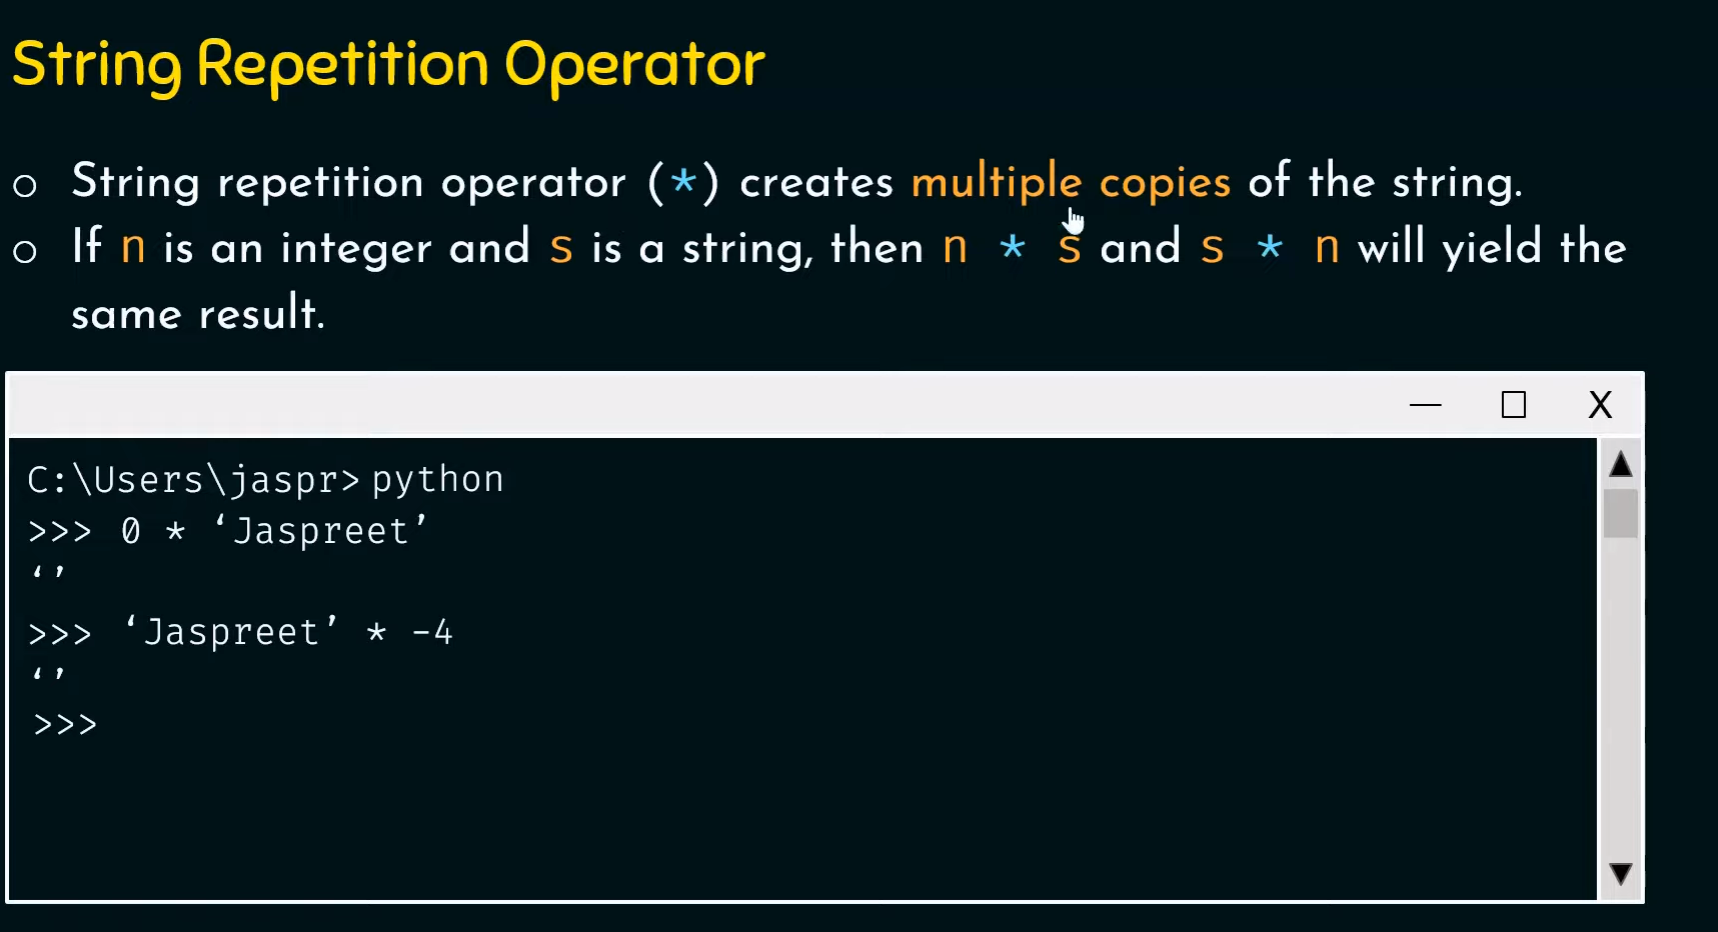 String Repetition Operator
○ String repetition operator (*) creates multiple copies of the string.
○ If n is an integer and s is a string, then n * s and s * n will yield the
same result.
— □ X
C:\Users\jaspr> python
>>> 0 * ‘Jaspreet’
‘’
>>> ‘Jaspreet’ * -4
‘’
>>>